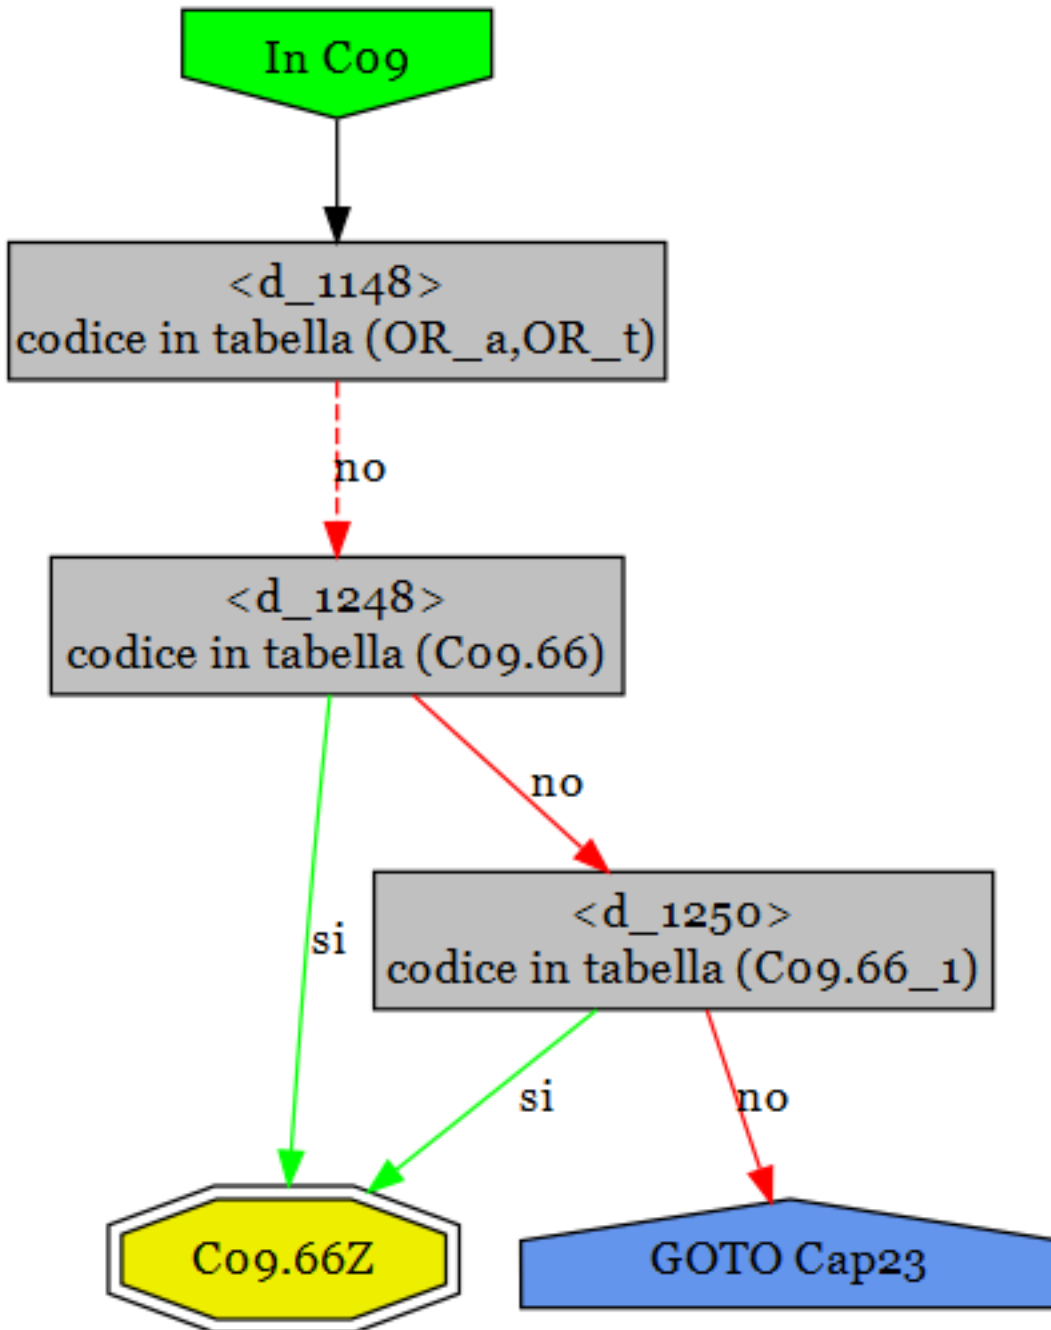 In C09
<d_1148>
codice in tabella (OR_a,OR_t)
no
<d_1248>
codice in tabella (C09.66)
no
<d_1250>
si
codice in tabella (C09.66_1)
si
no
C09.66Z
GOTO Cap23